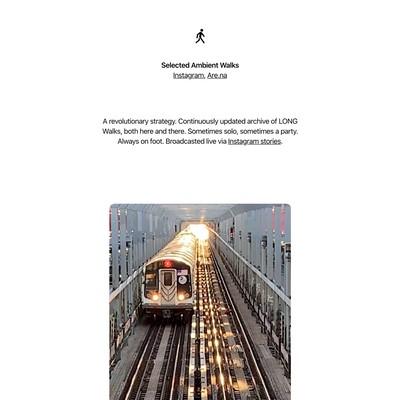 Selected Ambient Walks
Instagram, Are.na
A revolutionary strategy. Continuously updated archive of LONG
Walks, both here and there. Sometimes solo, sometimes a party.
Always on foot. Broadcasted live via Instagram stories.